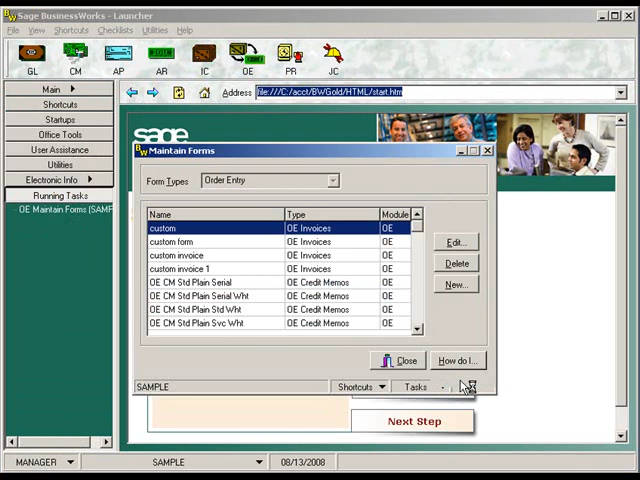 Sage BusinessWorks - Launcher
File View Shortcuts Checklists Utilities Help
GL CM AP AR IC OE PR JC
Main
Shortcuts
Startups
Office Tools
User Assistance
Utilities
Electronic Info
Running Tasks
OE Maintain Forms (SAMP
Address file:///C:/acct/BWGold/HTML/start.htm
sage
Maintain Forms
Form Types Order Entry
Name Type Module
custom OE Invoices OE
custom form OE Invoices OE
custom invoice OE Invoices OE
custom invoice 1 OE Invoices OE
OE CM Std Plain Serial OE Credit Memos OE
OE CM Std Plain Serial Wht OE Credit Memos OE
OE CM Std Plain Std Wht OE Credit Memos OE
OE CM Std Plain Svc Wht OE Credit Memos OE
Edit...
Delete
New...
Close How do I...
SAMPLE Shortcuts Tasks
Next Step
MANAGER SAMPLE 08/13/2008